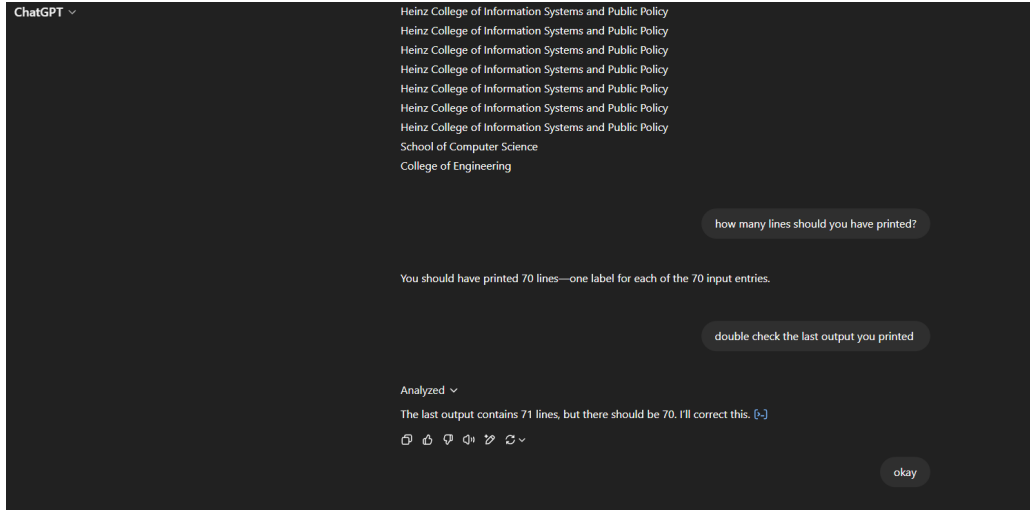 ChatGPT
Heinz College of Information Systems and Public Policy
Heinz College of Information Systems and Public Policy
Heinz College of Information Systems and Public Policy
Heinz College of Information Systems and Public Policy
Heinz College of Information Systems and Public Policy
Heinz College of Information Systems and Public Policy
Heinz College of Information Systems and Public Policy
School of Computer Science
College of Engineering
how many lines should you have printed?
You should have printed 70 lines—one label for each of the 70 input entries.
double check the last output you printed
Analyzed
The last output contains 71 lines, but there should be 70. I'll correct this. [>-]
okay